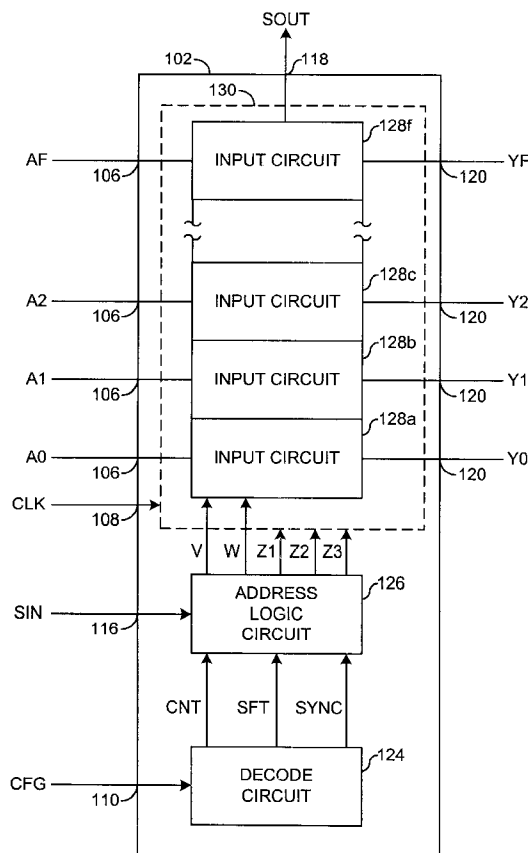 SOUT
102
118
130
128f
AF
INPUT CIRCUIT
YF
106
120
128c
A2
INPUT CIRCUIT
Y2
106
120
128b
A1
INPUT CIRCUIT
Y1
106
120
128a
A0
INPUT CIRCUIT
Y0
106
120
CLK
108
V W Z1 Z2 Z3
126
SIN
ADDRESS
LOGIC
CIRCUIT
116
CNT SFT SYNC
124
CFG
DECODE
CIRCUIT
110